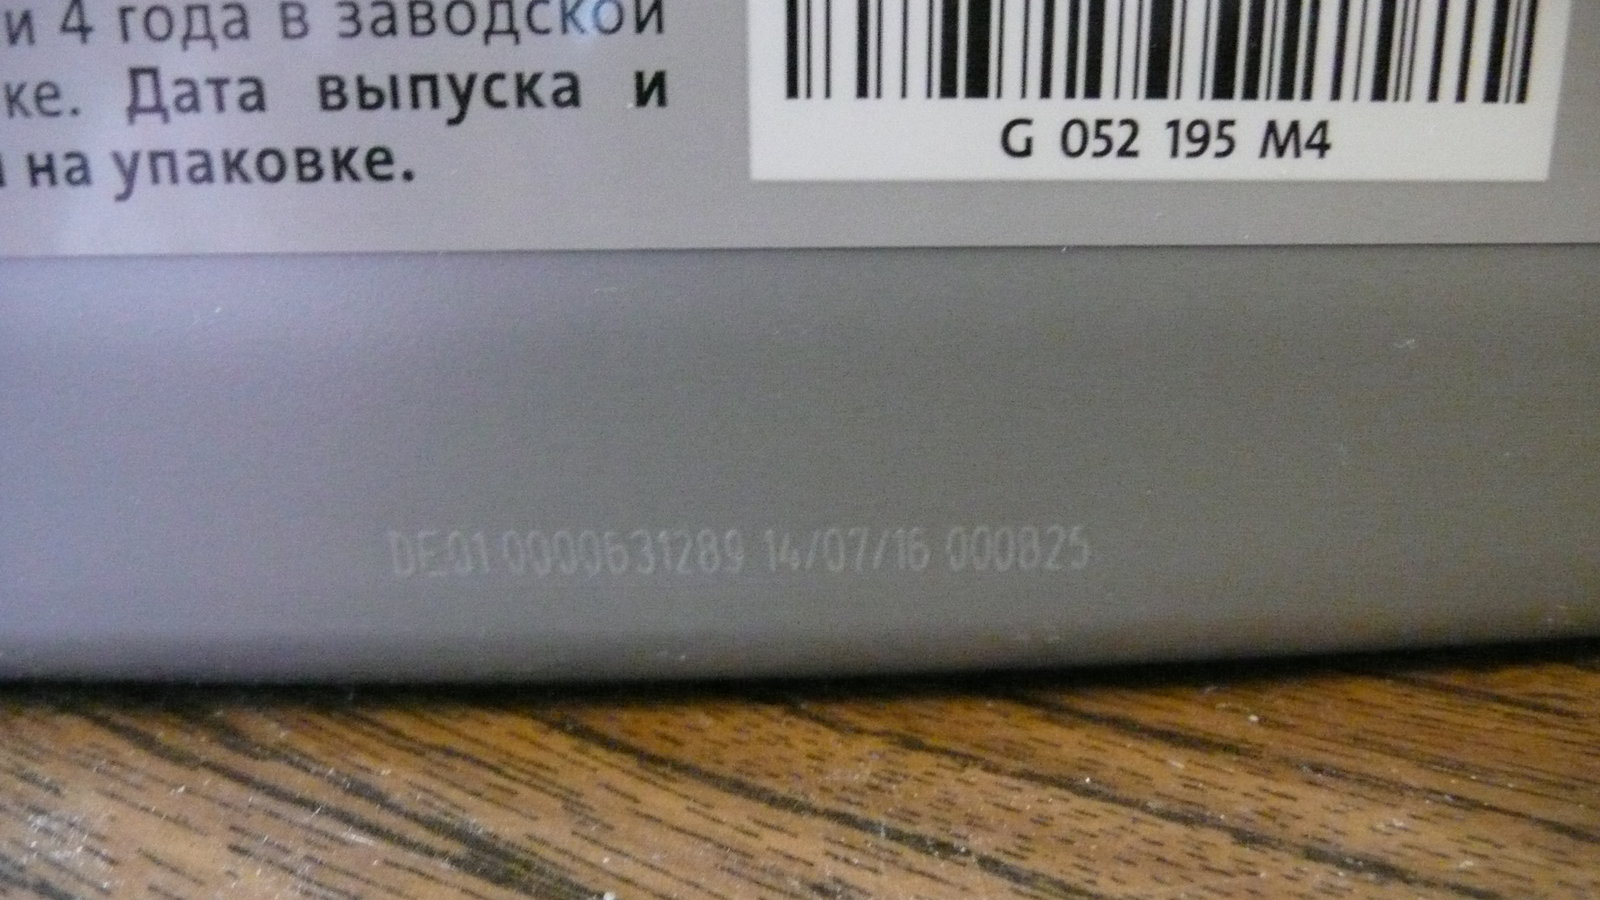 и 4 года в заводской
ке. Дата выпуска и
на упаковке.
G 052 195 M4
DE01 0000631289 14/07/16 000825